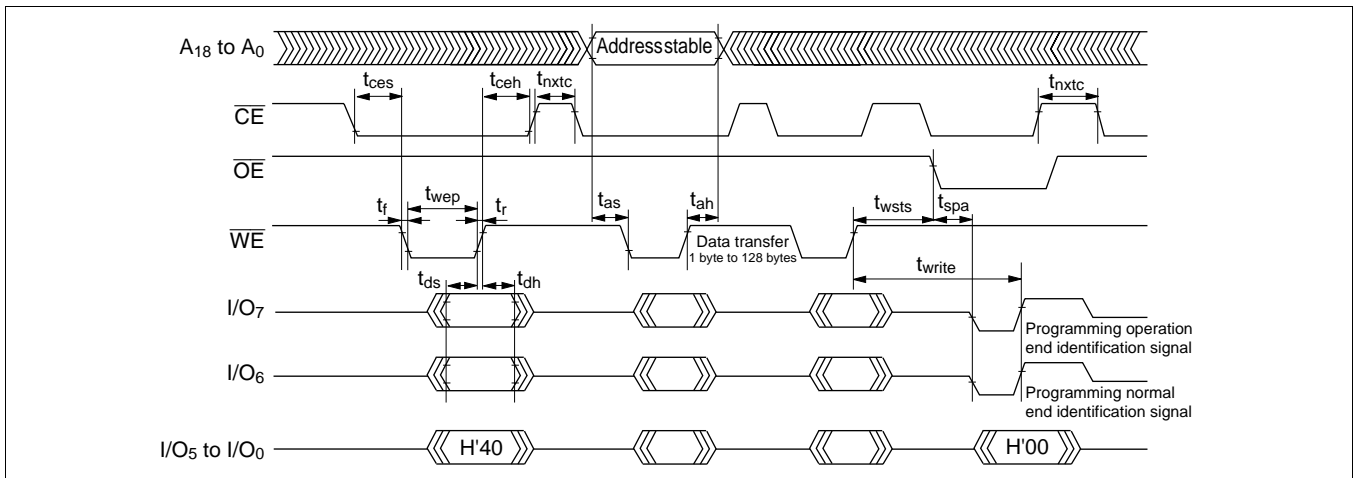 A18 to A0
Addressstable
tces
tceh
tnxtc
tnxtc
CE
OE
tf
twep
tr
tas
tah
twsts
tspa
WE
Data transfer
1 byte to 128 bytes
twrite
tds
tdh
I/O7
Programming operation
end identification signal
I/O6
Programming normal
end identification signal
I/O5 to I/O0
H'40
H'00